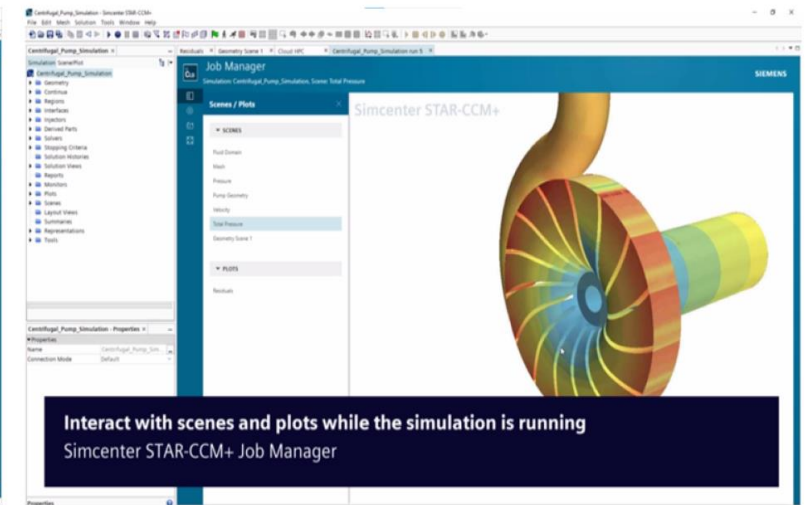 Centrifugal_Pump_Simulation - Simcenter STAR-CCM+
File Edit Mesh Solution Tools Window Help
Centrifugal_Pump_Simulation ×
Residuals × Geometry Scene 1 × Cloud HPC × Centrifugal_Pump_Simulation run 5 ×
Simulation Scene/Plot
Centrifugal_Pump_Simulation
Geometry
Continua
Regions
Interfaces
Injectors
Derived Parts
Solvers
Stopping Criteria
Solution Histories
Solution Views
Reports
Monitors
Plots
Scenes
Layout Views
Summaries
Representations
Tools
Job Manager
Simulation: Centrifugal_Pump_Simulation, Scene: Total Pressure
SIEMENS
Scenes / Plots
SCENES
Fluid Domain
Mesh
Pressure
Pump Geometry
Velocity
Total Pressure
Geometry Scene 1
PLOTS
Residuals
Simcenter STAR-CCM+
Centrifugal_Pump_Simulation - Properties ×
Properties
Name Centrifugal_Pump_Sim...
Connection Mode Default
Interact with scenes and plots while the simulation is running
Simcenter STAR-CCM+ Job Manager
Properties